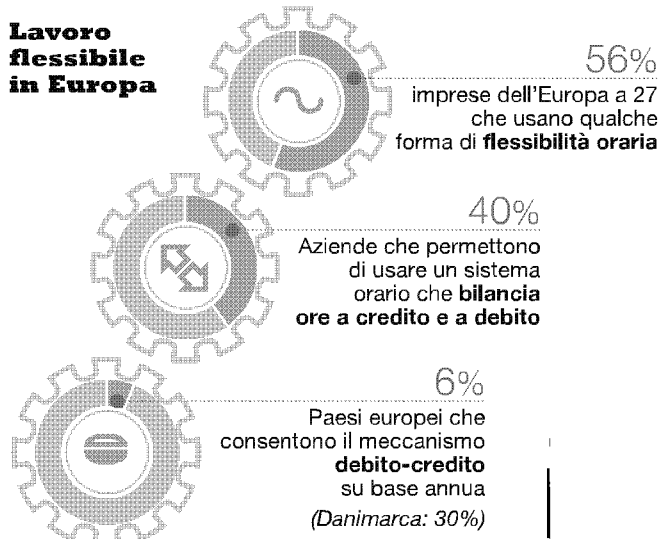 Lavoro
flessibile
in Europa
56%
imprese dell'Europa a 27
che usano qualche
forma di flessibilità oraria
40%
Aziende che permettono
di usare un sistema
orario che bilancia
ore a credito e a debito
6%
Paesi europei che
consentono il meccanismo
debito-credito
su base annua
(Danimarca: 30%)